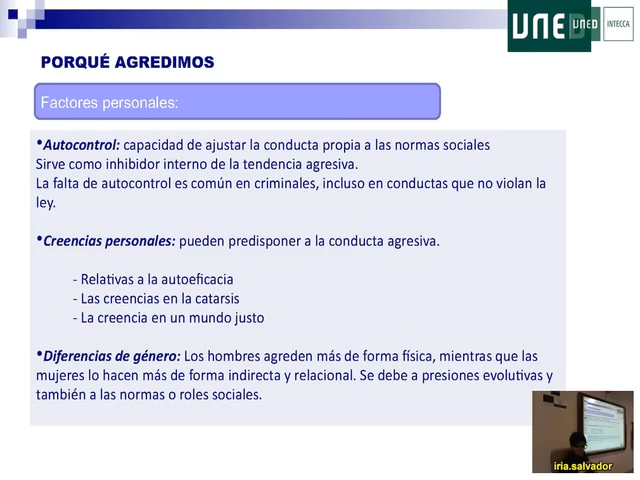 UNED
UNED
INTECCA
PORQUÉ AGREDIMOS
Factores personales:
•Autocontrol: capacidad de ajustar la conducta propia a las normas sociales
Sirve como inhibidor interno de la tendencia agresiva.
La falta de autocontrol es común en criminales, incluso en conductas que no violan la
ley.
•Creencias personales: pueden predisponer a la conducta agresiva.
- Relativas a la autoeficacia
- Las creencias en la catarsis
- La creencia en un mundo justo
•Diferencias de género: Los hombres agreden más de forma física, mientras que las
mujeres lo hacen más de forma indirecta y relacional. Se debe a presiones evolutivas y
también a las normas o roles sociales.
iria.salvador